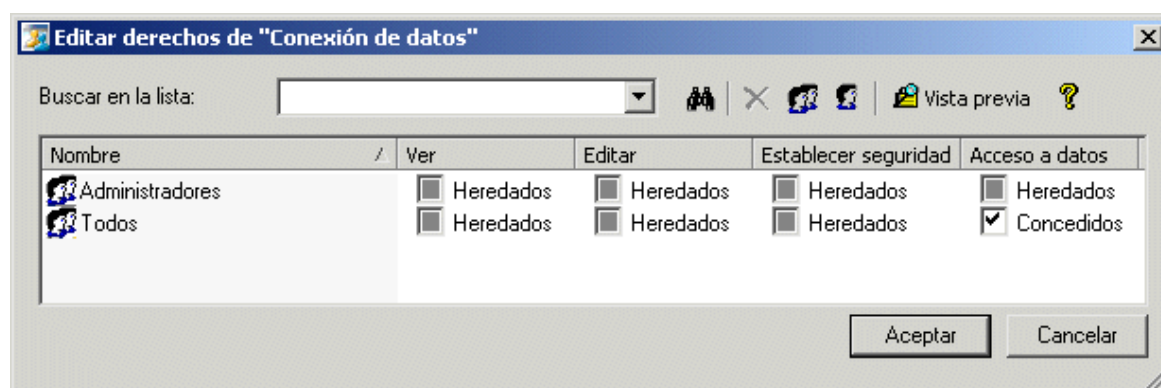 Editar derechos de "Conexión de datos"
Buscar en la lista: Vista previa
Nombre Ver Editar Establecer seguridad Acceso a datos
Administradores Heredados Heredados Heredados Heredados
Todos Heredados Heredados Heredados Concedidos
Aceptar Cancelar